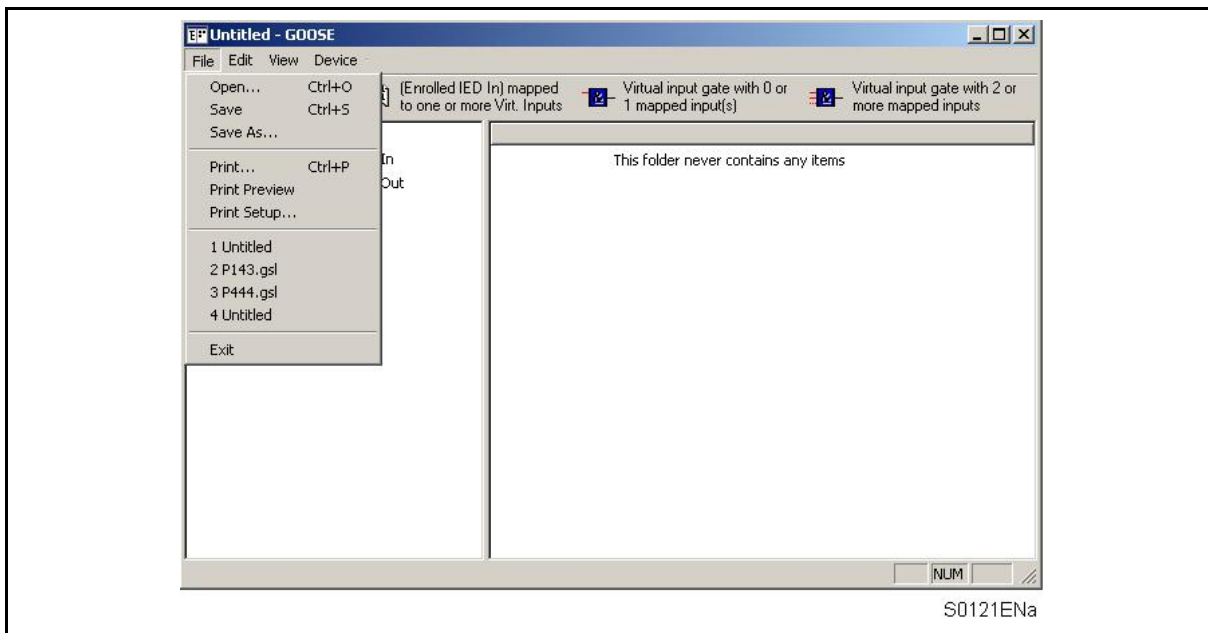 Untitled - GOOSE
File Edit View Device
Open... Ctrl+O
Save Ctrl+S
Save As...
Print... Ctrl+P
Print Preview
Print Setup...
1 Untitled
2 P143.gsl
3 P444.gsl
4 Untitled
Exit
(Enrolled IED In) mapped
to one or more Virt. Inputs
Virtual input gate with 0 or
1 mapped input(s)
Virtual input gate with 2 or
more mapped inputs
In
Out
This folder never contains any items
NUM
S0121ENa